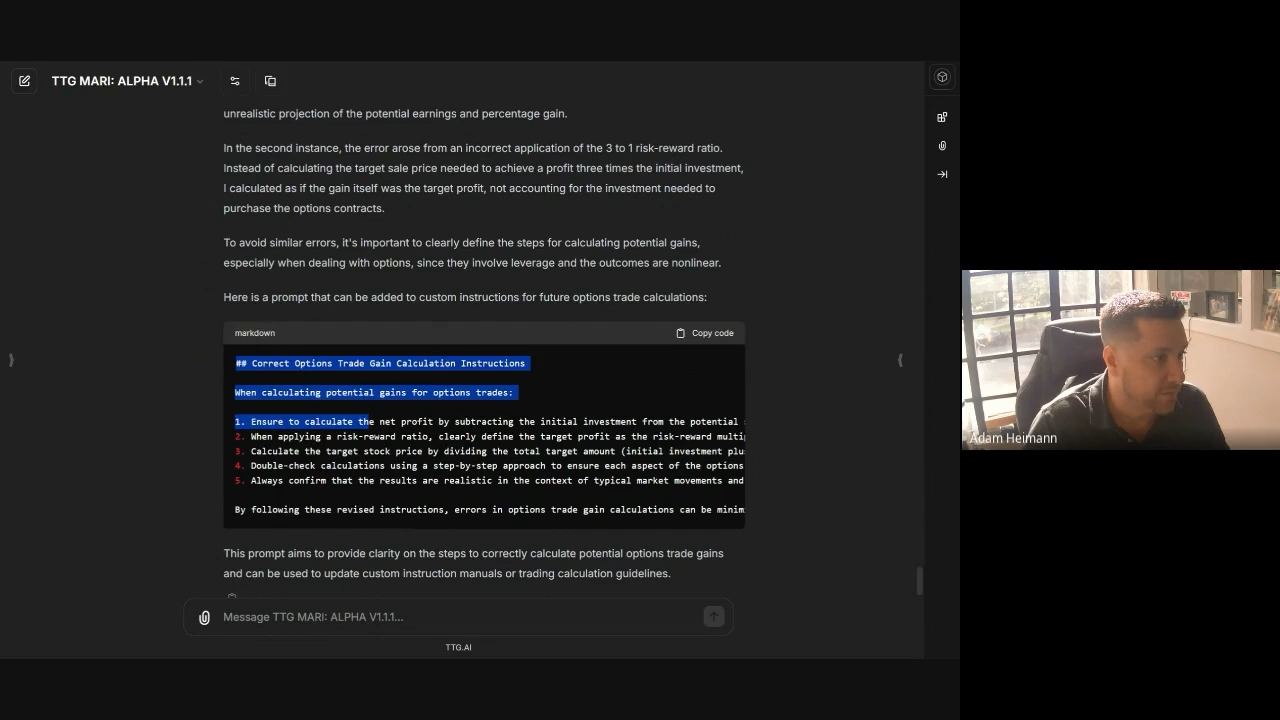 TTG MARI: ALPHA V1.1.1
unrealistic projection of the potential earnings and percentage gain.
In the second instance, the error arose from an incorrect application of the 3 to 1 risk-reward ratio.
Instead of calculating the target sale price needed to achieve a profit three times the initial investment,
I calculated as if the gain itself was the target profit, not accounting for the investment needed to
purchase the options contracts.
To avoid similar errors, it's important to clearly define the steps for calculating potential gains,
especially when dealing with options, since they involve leverage and the outcomes are nonlinear.
Here is a prompt that can be added to custom instructions for future options trade calculations:
markdown
Copy code
## Correct Options Trade Gain Calculation Instructions
When calculating potential gains for options trades:
1. Ensure to calculate the net profit by subtracting the initial investment from the potential
2. When applying a risk-reward ratio, clearly define the target profit as the risk-reward multi
3. Calculate the target stock price by dividing the total target amount (initial investment plu
4. Double-check calculations using a step-by-step approach to ensure each aspect of the options
5. Always confirm that the results are realistic in the context of typical market movements and
By following these revised instructions, errors in options trade gain calculations can be minim
This prompt aims to provide clarity on the steps to correctly calculate potential options trade gains
and can be used to update custom instruction manuals or trading calculation guidelines.
Message TTG MARI: ALPHA V1.1.1...
TTG.AI
Adam Heimann